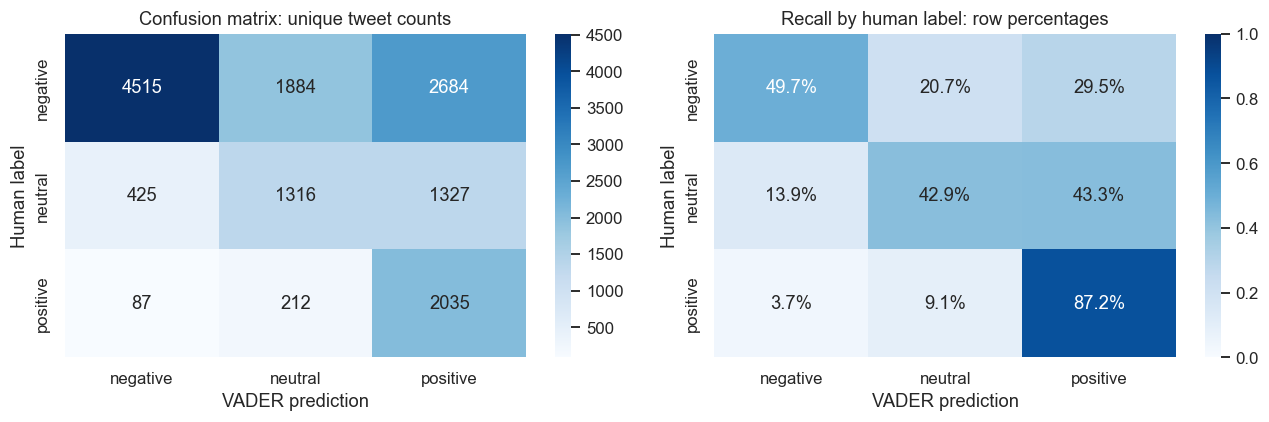 Confusion matrix: unique tweet counts
Human label
negative
neutral
positive
4515 1884 2684
425 1316 1327
87 212 2035
negative neutral positive
VADER prediction
4500
4000
3500
3000
2500
2000
1500
1000
500
Recall by human label: row percentages
Human label
negative
neutral
positive
49.7% 20.7% 29.5%
13.9% 42.9% 43.3%
3.7% 9.1% 87.2%
negative neutral positive
VADER prediction
1.0
0.8
0.6
0.4
0.2
0.0